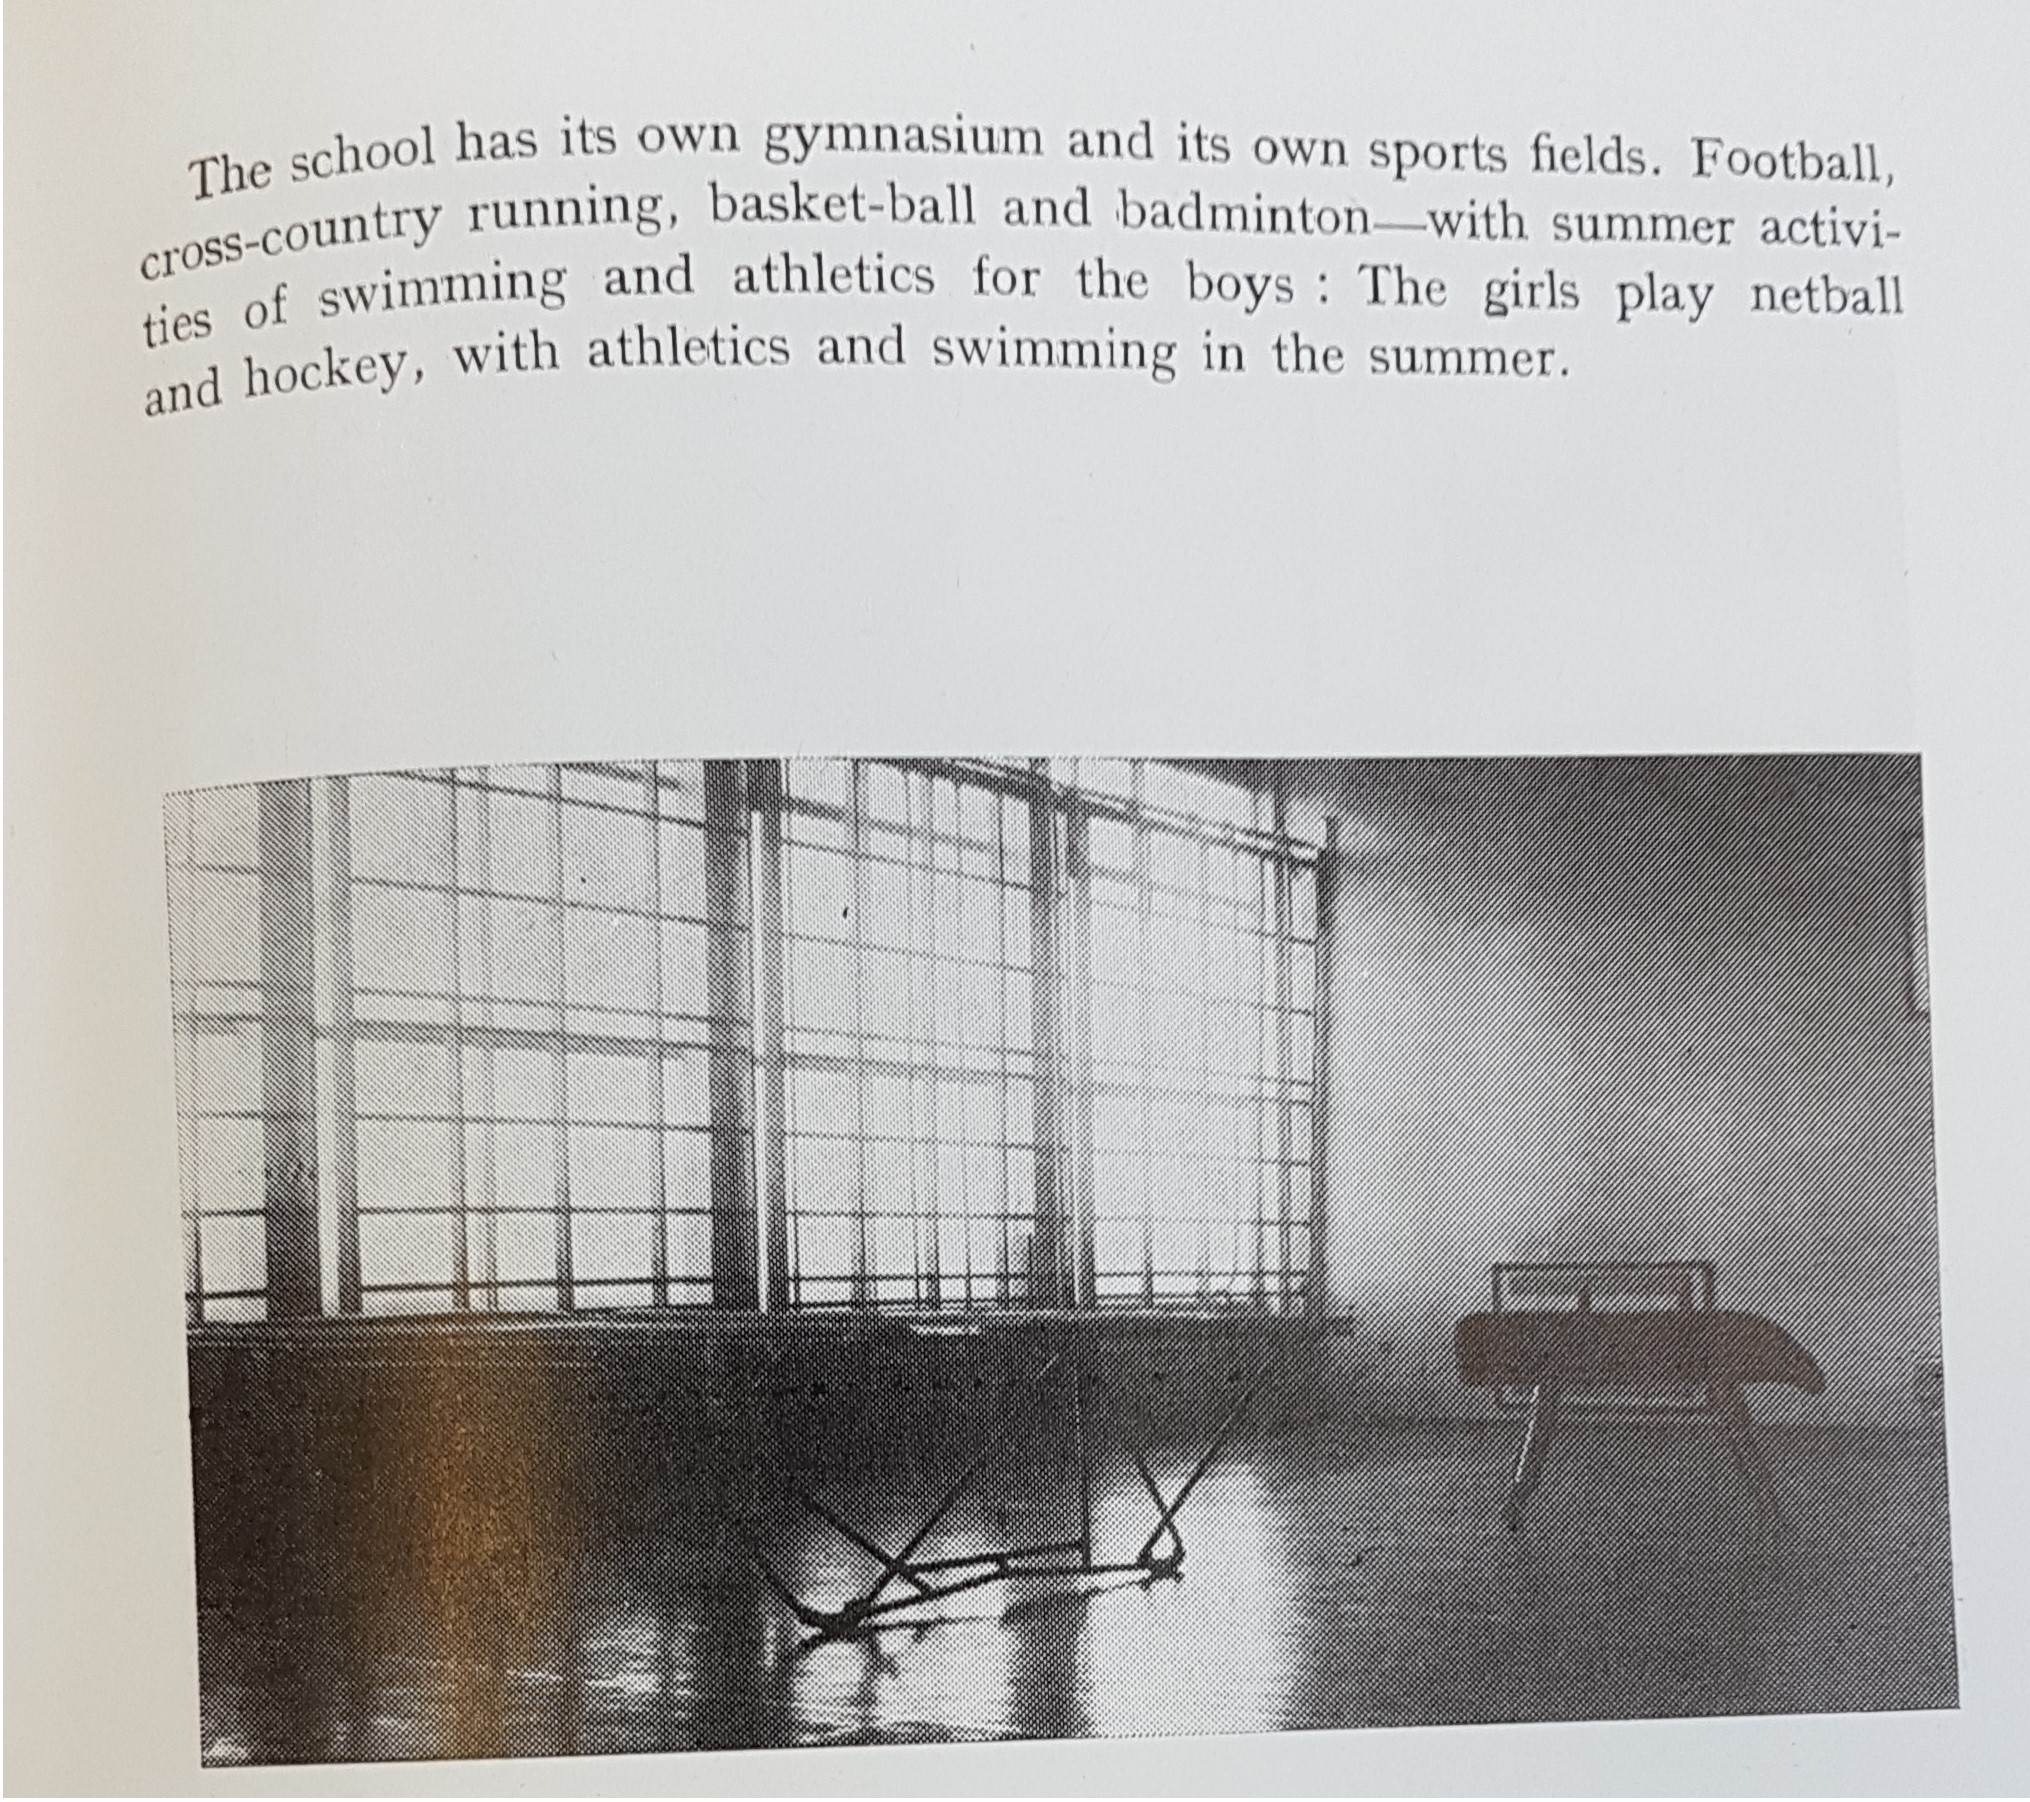 The school has its own gymnasium and its own sports fields. Football,
cross-country running, basket-ball and badminton—with summer activi-
ties of swimming and athletics for the boys : The girls play netball
and hockey, with athletics and swimming in the summer.